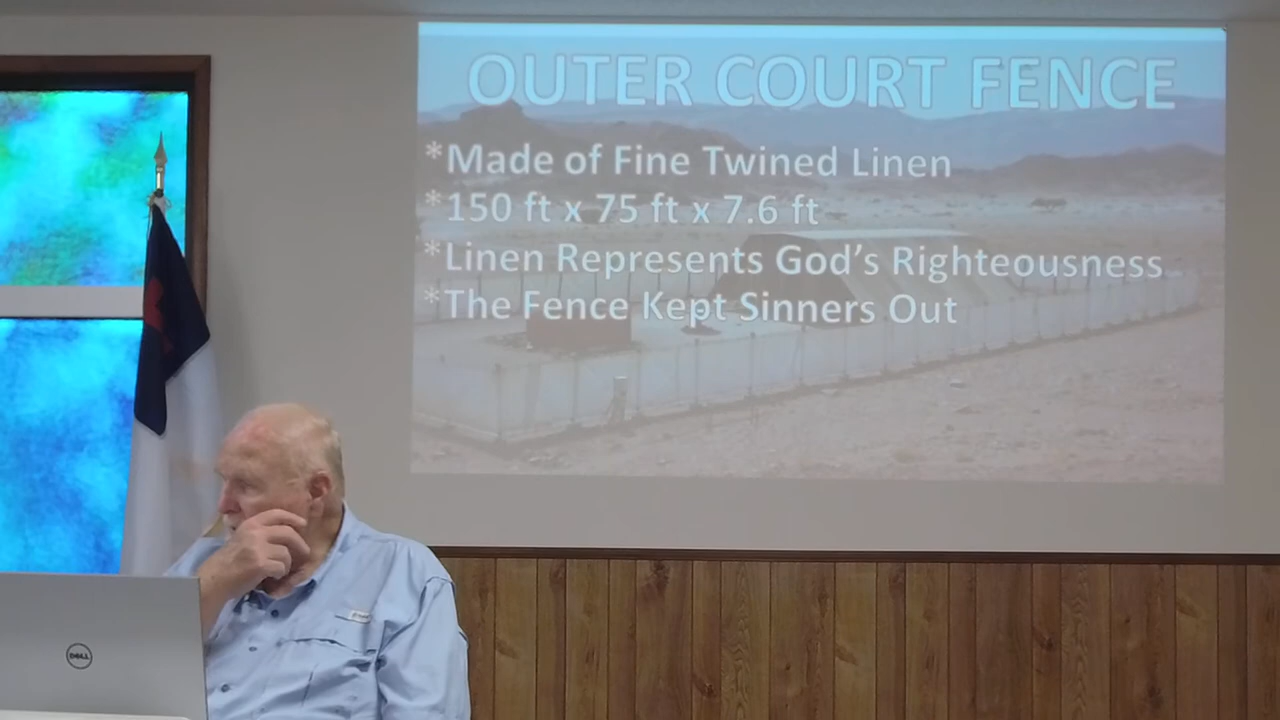 OUTER COURT FENCE
*Made of Fine Twined Linen
*150 ft x 75 ft x 7.6 ft
*Linen Represents God's Righteousness
*The Fence Kept Sinners Out
DELL